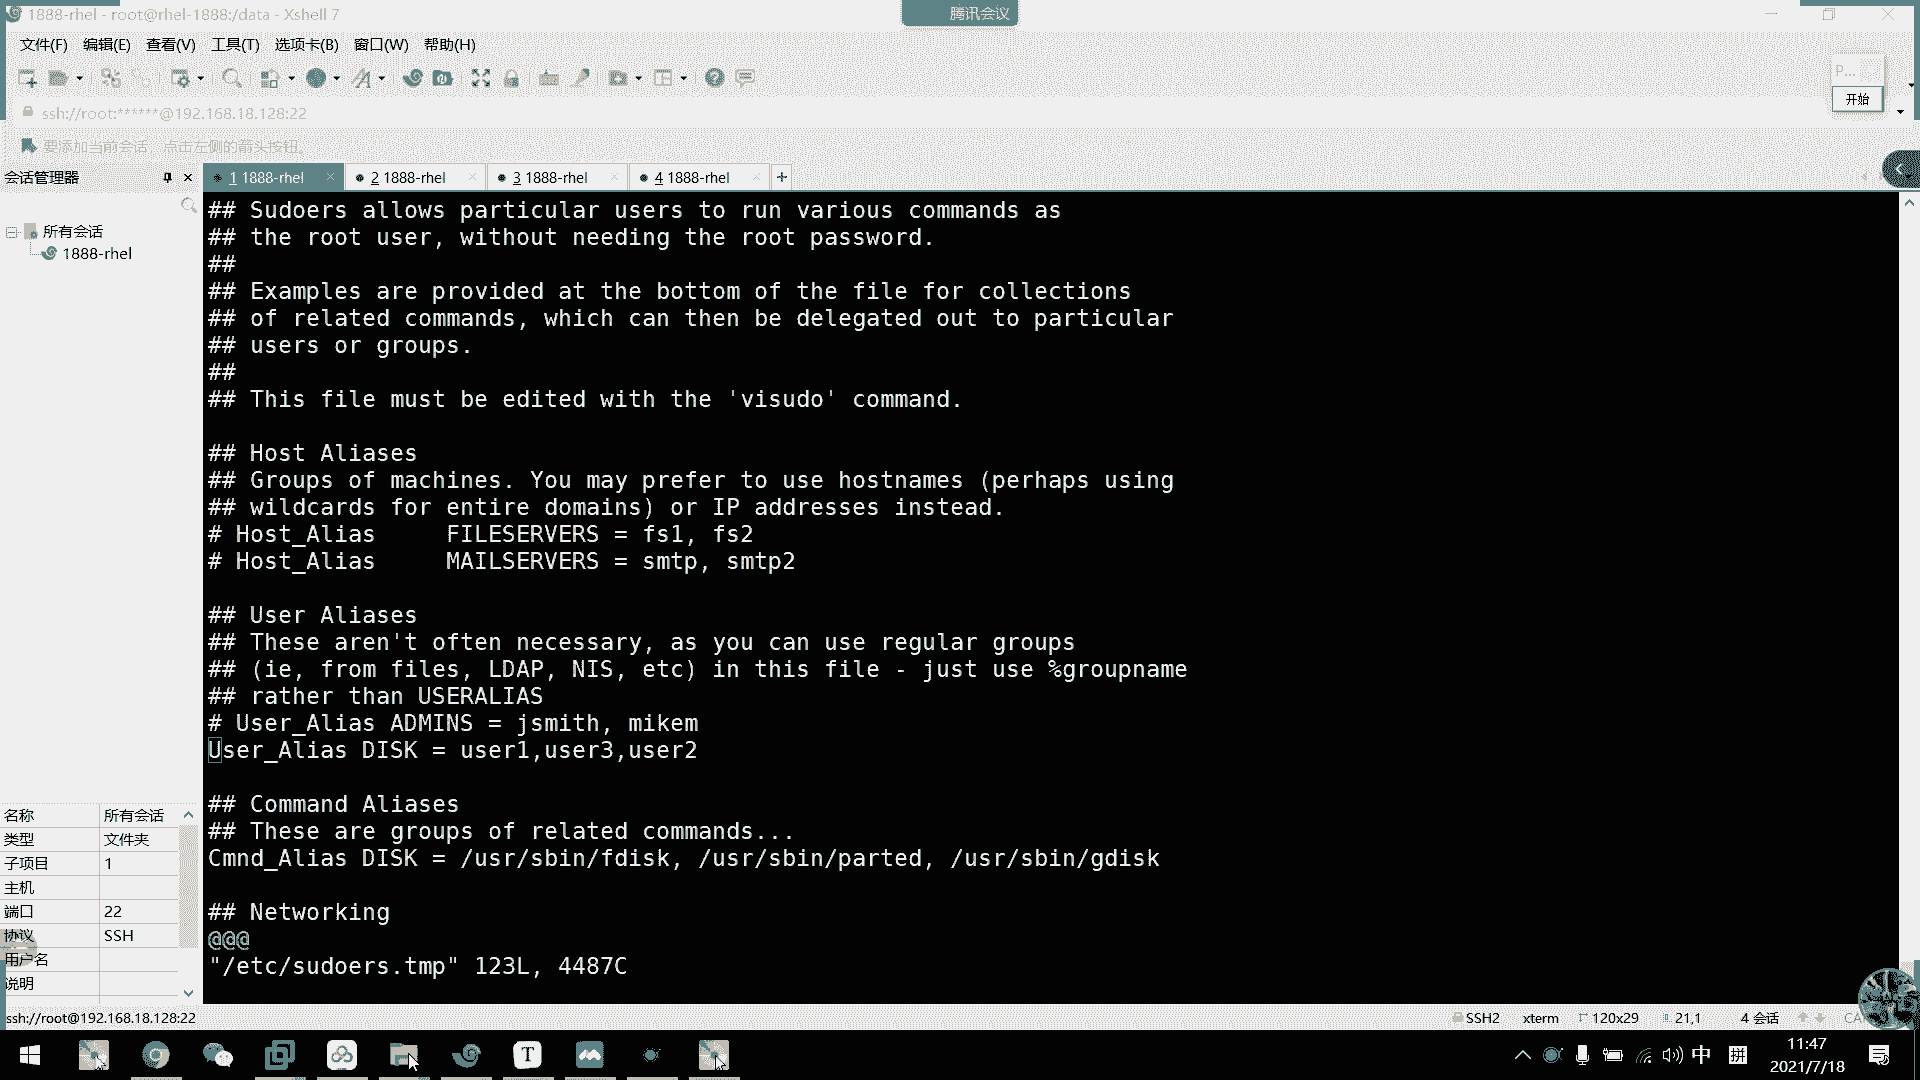 1888-rhel - root@rhel-1888:/data - Xshell 7
腾讯会议
文件(F) 编辑(E) 查看(V) 工具(T) 选项卡(B) 窗口(W) 帮助(H)
P...
开始
ssh://root:******@192.168.18.128:22
要添加当前会话，点击左侧的箭头按钮。
会话管理器
1 1888-rhel
2 1888-rhel
3 1888-rhel
4 1888-rhel
所有会话
1888-rhel
## Sudoers allows particular users to run various commands as
## the root user, without needing the root password.
##
## Examples are provided at the bottom of the file for collections
## of related commands, which can then be delegated out to particular
## users or groups.
##
## This file must be edited with the 'visudo' command.
## Host Aliases
## Groups of machines. You may prefer to use hostnames (perhaps using
## wildcards for entire domains) or IP addresses instead.
# Host_Alias     FILESERVERS = fs1, fs2
# Host_Alias     MAILSERVERS = smtp, smtp2
## User Aliases
## These aren't often necessary, as you can use regular groups
## (ie, from files, LDAP, NIS, etc) in this file - just use %groupname
## rather than USERALIAS
# User_Alias ADMINS = jsmith, mikem
User_Alias DISK = user1,user3,user2
## Command Aliases
## These are groups of related commands...
Cmnd_Alias DISK = /usr/sbin/fdisk, /usr/sbin/parted, /usr/sbin/gdisk
## Networking
@@@
"/etc/sudoers.tmp" 123L, 4487C
名称 所有会话
类型 文件夹
子项目 1
主机
端口 22
协议 SSH
用户名
说明
ssh://root@192.168.18.128:22
SSH2 xterm 120x29 21,1 4 会话
中 拼
11:47
2021/7/18